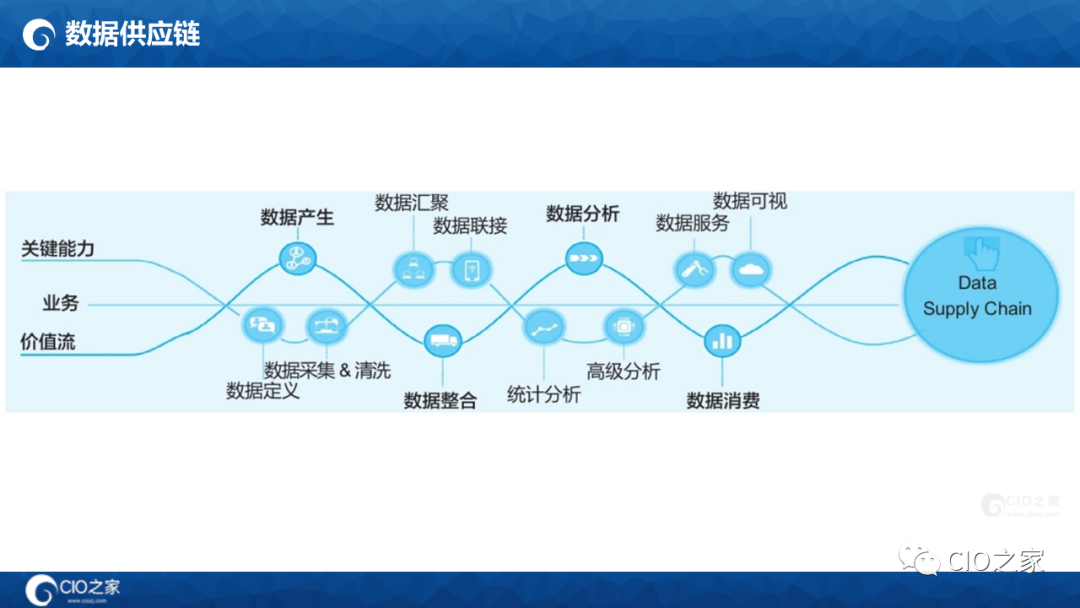 数据供应链
数据汇聚
数据可视
数据产生
数据分析
数据联接
数据服务
关键能力
业务
价值流
Data
Supply Chain
数据采集 & 清洗
数据定义
高级分析
统计分析
数据整合
数据消费
CIO之家
www.ciozj.com
CIO之家
CIO之家
www.ciozj.com